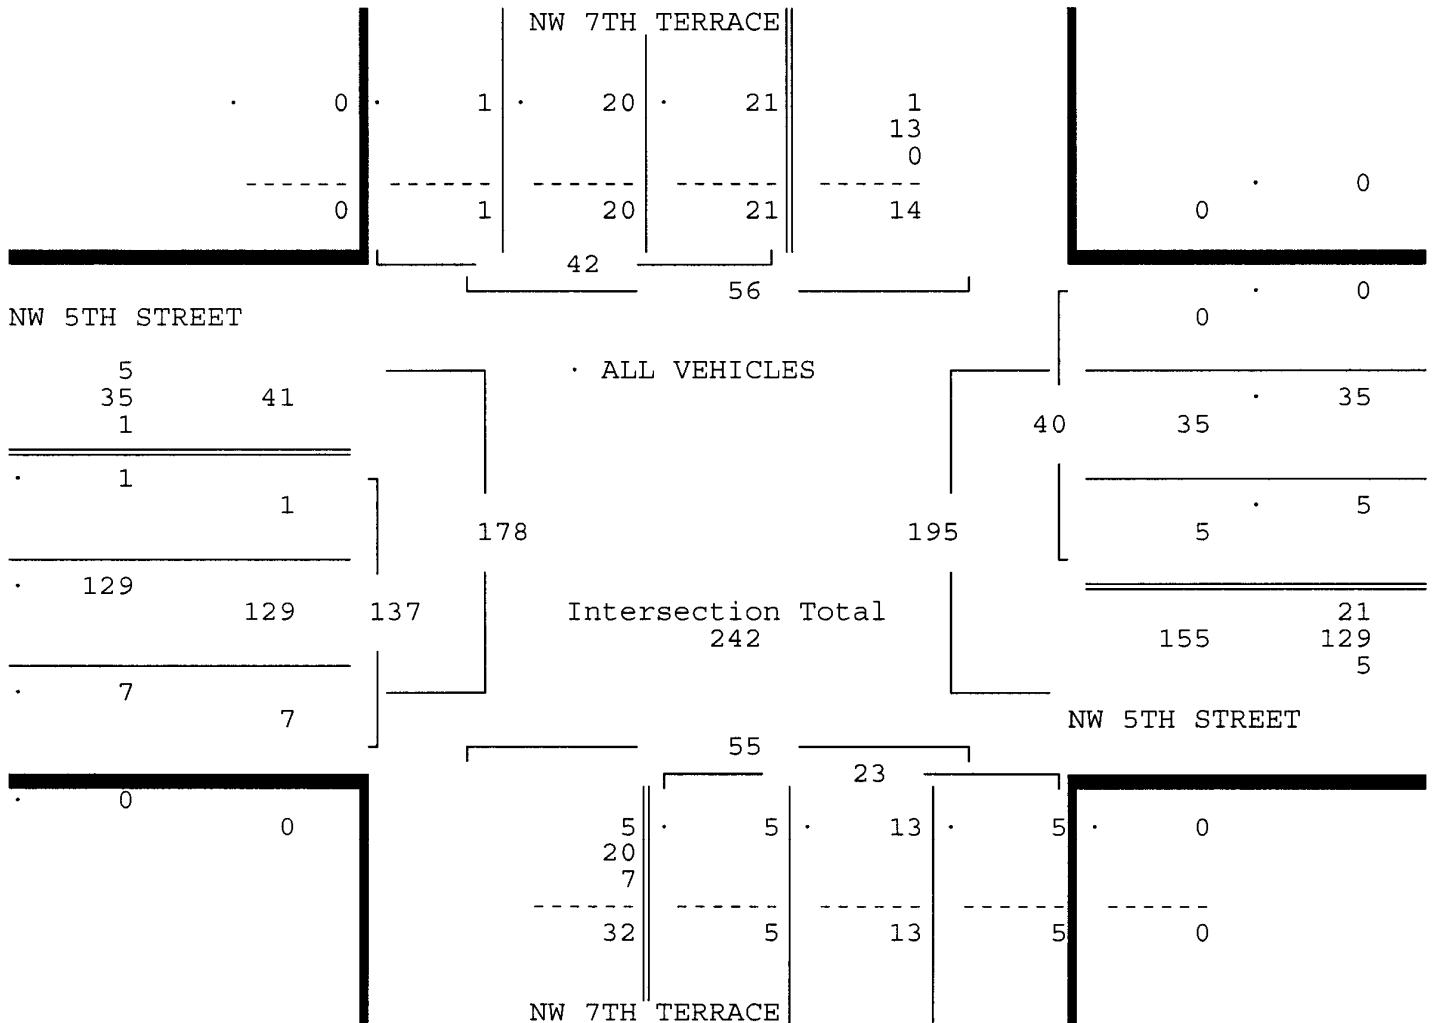 NW 7TH TERRACE
· 0 · 1 · 20 · 21 1
13
0
----- ----- ----- ----- ----- · 0
0 1 20 21 14 0
42
56 · 0
NW 5TH STREET 0
5 · ALL VEHICLES
35 41 · 35
1 40 35
· 1
1 · 5
178 195 5
· 129
129 137 Intersection Total 21
242 155 129
5
· 7
7 NW 5TH STREET
55
23
· 0
0 5 · 5 · 13 · 5 · 0
20
7
----- ----- ----- ----- -----
32 5 13 5 0
NW 7TH TERRACE